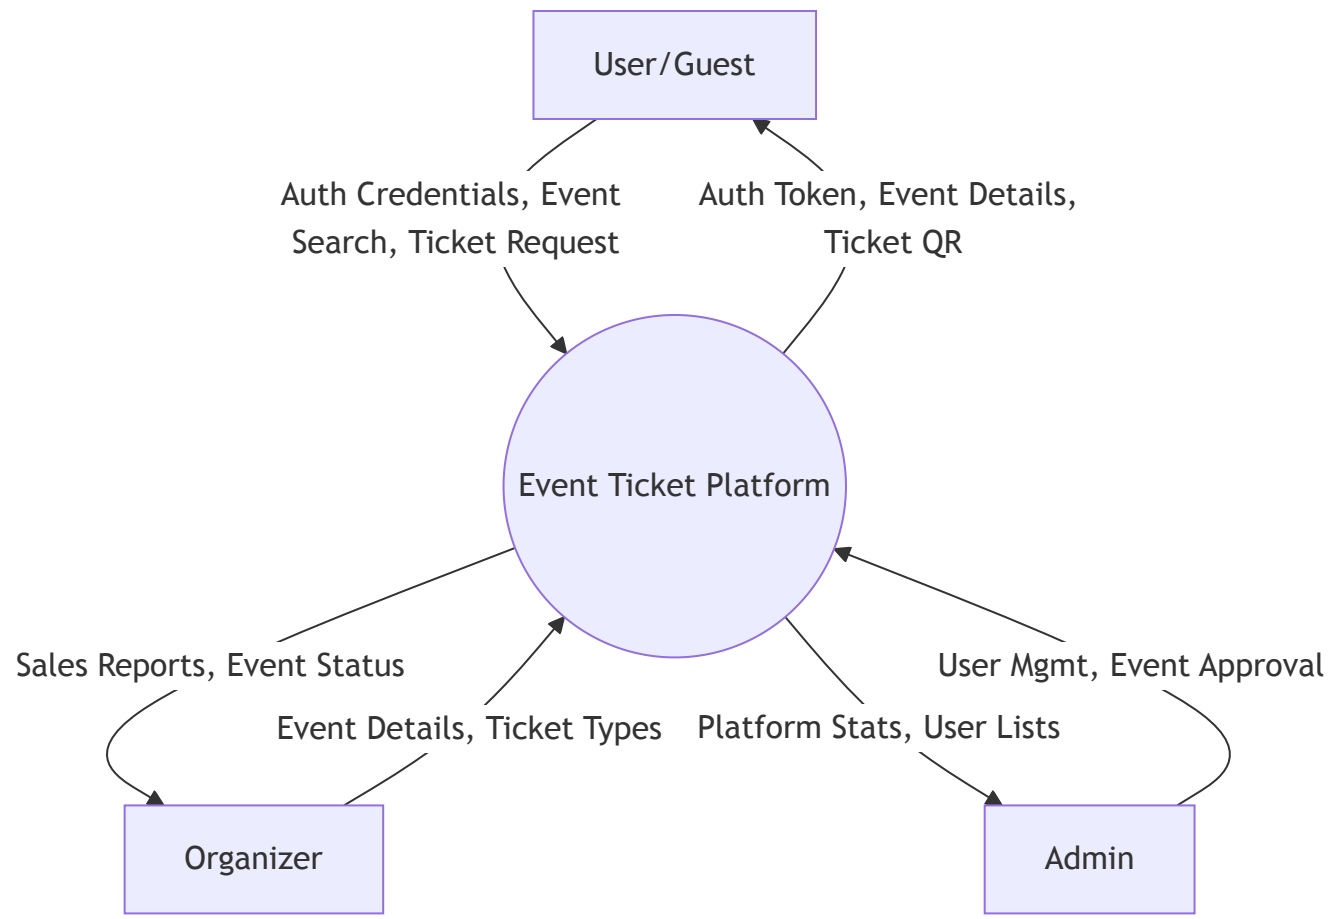 User/Guest
Auth Credentials, Event
Search, Ticket Request
Auth Token, Event Details,
Ticket QR
Event Ticket Platform
Sales Reports, Event Status
User Mgmt, Event Approval
Event Details, Ticket Types
Platform Stats, User Lists
Organizer
Admin